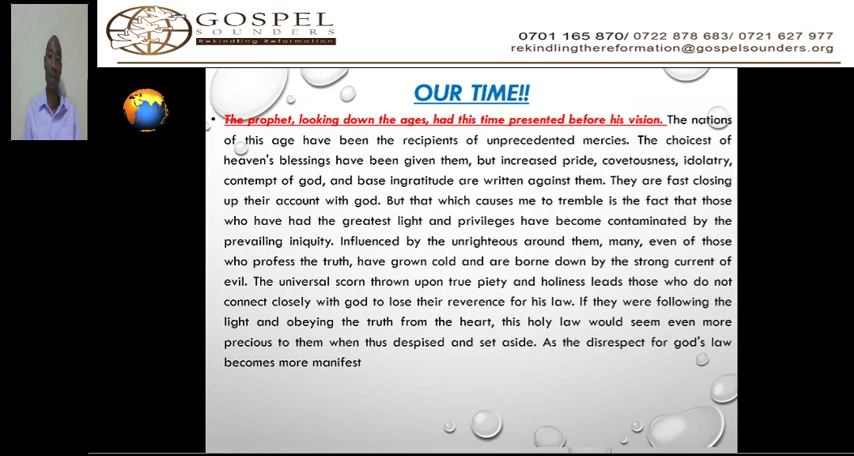 GOSPEL
SOUNDERS
Rekindling Reformation
0701 165 870/ 0722 878 683/ 0721 627 977
rekindlingthereformation@gospelsounders.org
OUR TIME!!
• The prophet, looking down the ages, had this time presented before his vision. The nations
of this age have been the recipients of unprecedented mercies. The choicest of
heaven's blessings have been given them, but increased pride, covetousness, idolatry,
contempt of god, and base ingratitude are written against them. They are fast closing
up their account with god. But that which causes me to tremble is the fact that those
who have had the greatest light and privileges have become contaminated by the
prevailing iniquity. Influenced by the unrighteous around them, many, even of those
who profess the truth, have grown cold and are borne down by the strong current of
evil. The universal scorn thrown upon true piety and holiness leads those who do not
connect closely with god to lose their reverence for his law. If they were following the
light and obeying the truth from the heart, this holy law would seem even more
precious to them when thus despised and set aside. As the disrespect for god's law
becomes more manifest